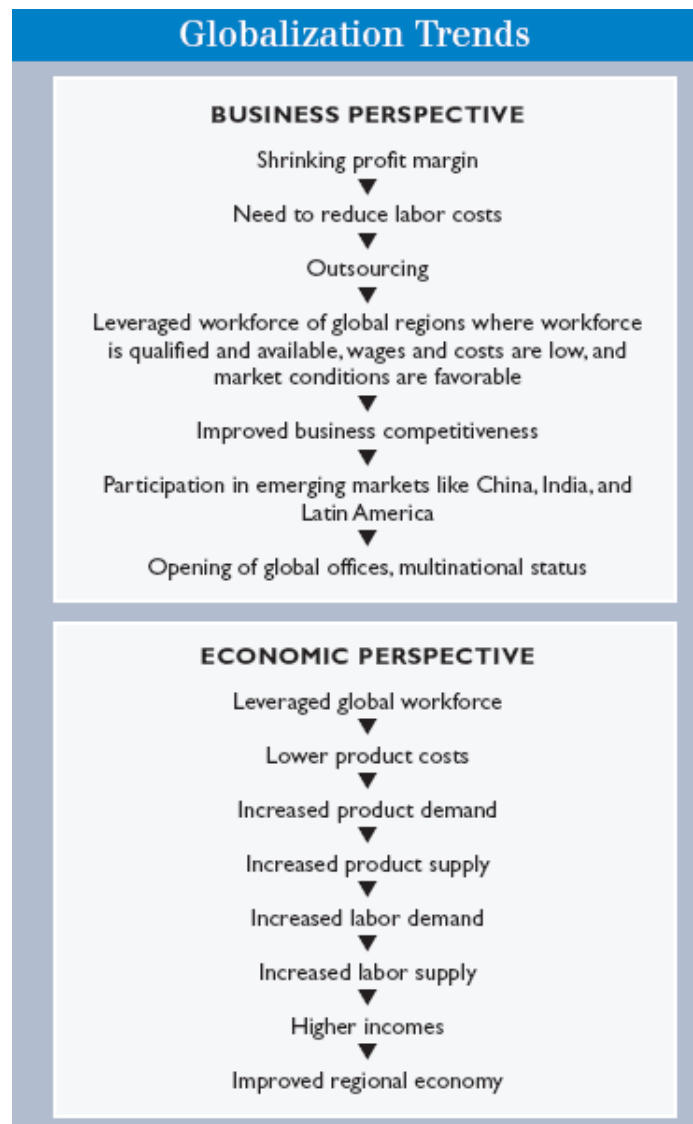 Globalization Trends
BUSINESS PERSPECTIVE
Shrinking profit margin
Need to reduce labor costs
Outsourcing
Leveraged workforce of global regions where workforce
is qualified and available, wages and costs are low, and
market conditions are favorable
Improved business competitiveness
Participation in emerging markets like China, India, and
Latin America
Opening of global offices, multinational status
ECONOMIC PERSPECTIVE
Leveraged global workforce
Lower product costs
Increased product demand
Increased product supply
Increased labor demand
Increased labor supply
Higher incomes
Improved regional economy